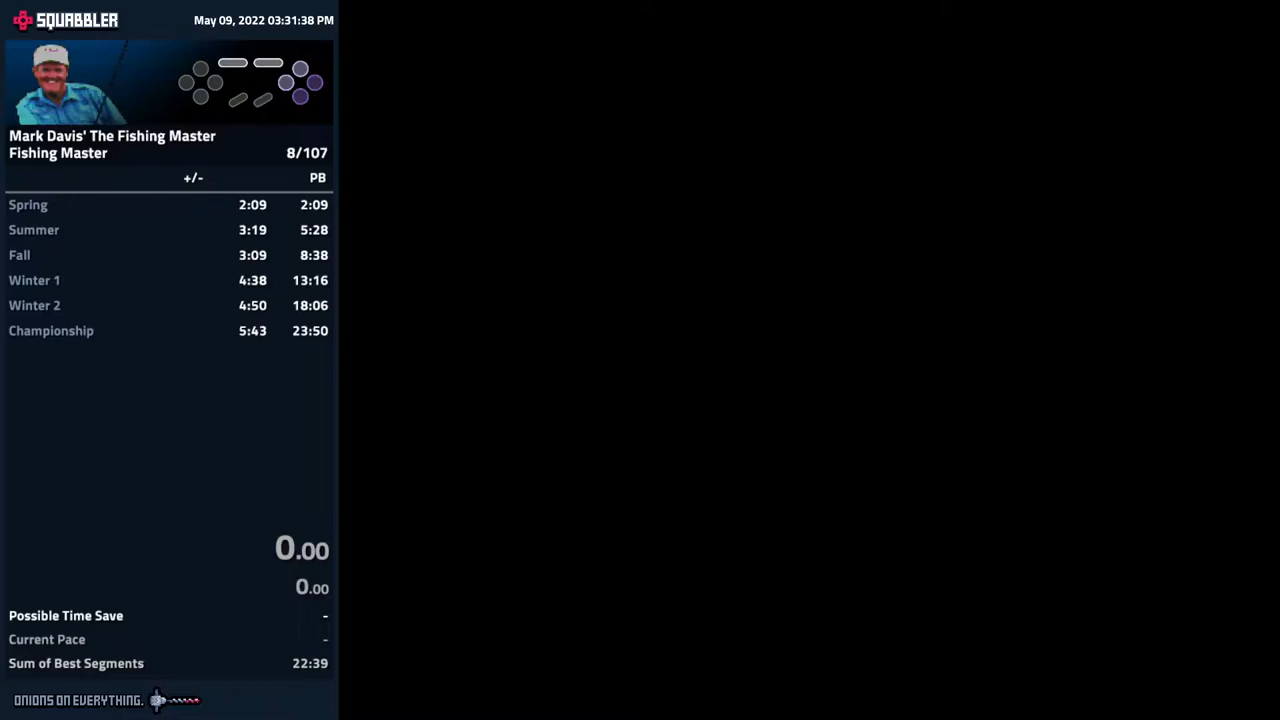 SQUABBLER May 09, 2022 03:31:38 PM
Mark Davis' The Fishing Master
Fishing Master 8/107
+/- PB
Spring 2:09 2:09
Summer 3:19 5:28
Fall 3:09 8:38
Winter 1 4:38 13:16
Winter 2 4:50 18:06
Championship 5:43 23:50
0.00
0.00
Possible Time Save -
Current Pace -
Sum of Best Segments 22:39
ONIONS ON EVERYTHING.